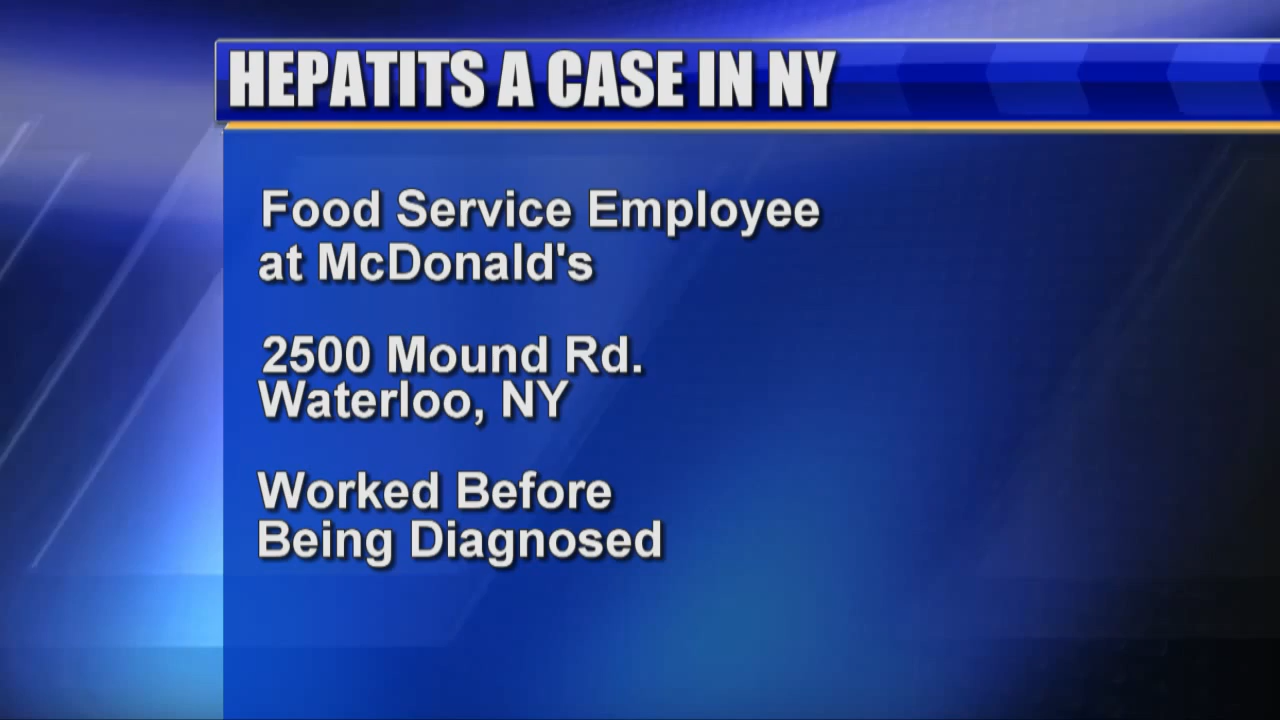 HEPATITS A CASE IN NY
Food Service Employee
at McDonald's
2500 Mound Rd.
Waterloo, NY
Worked Before
Being Diagnosed